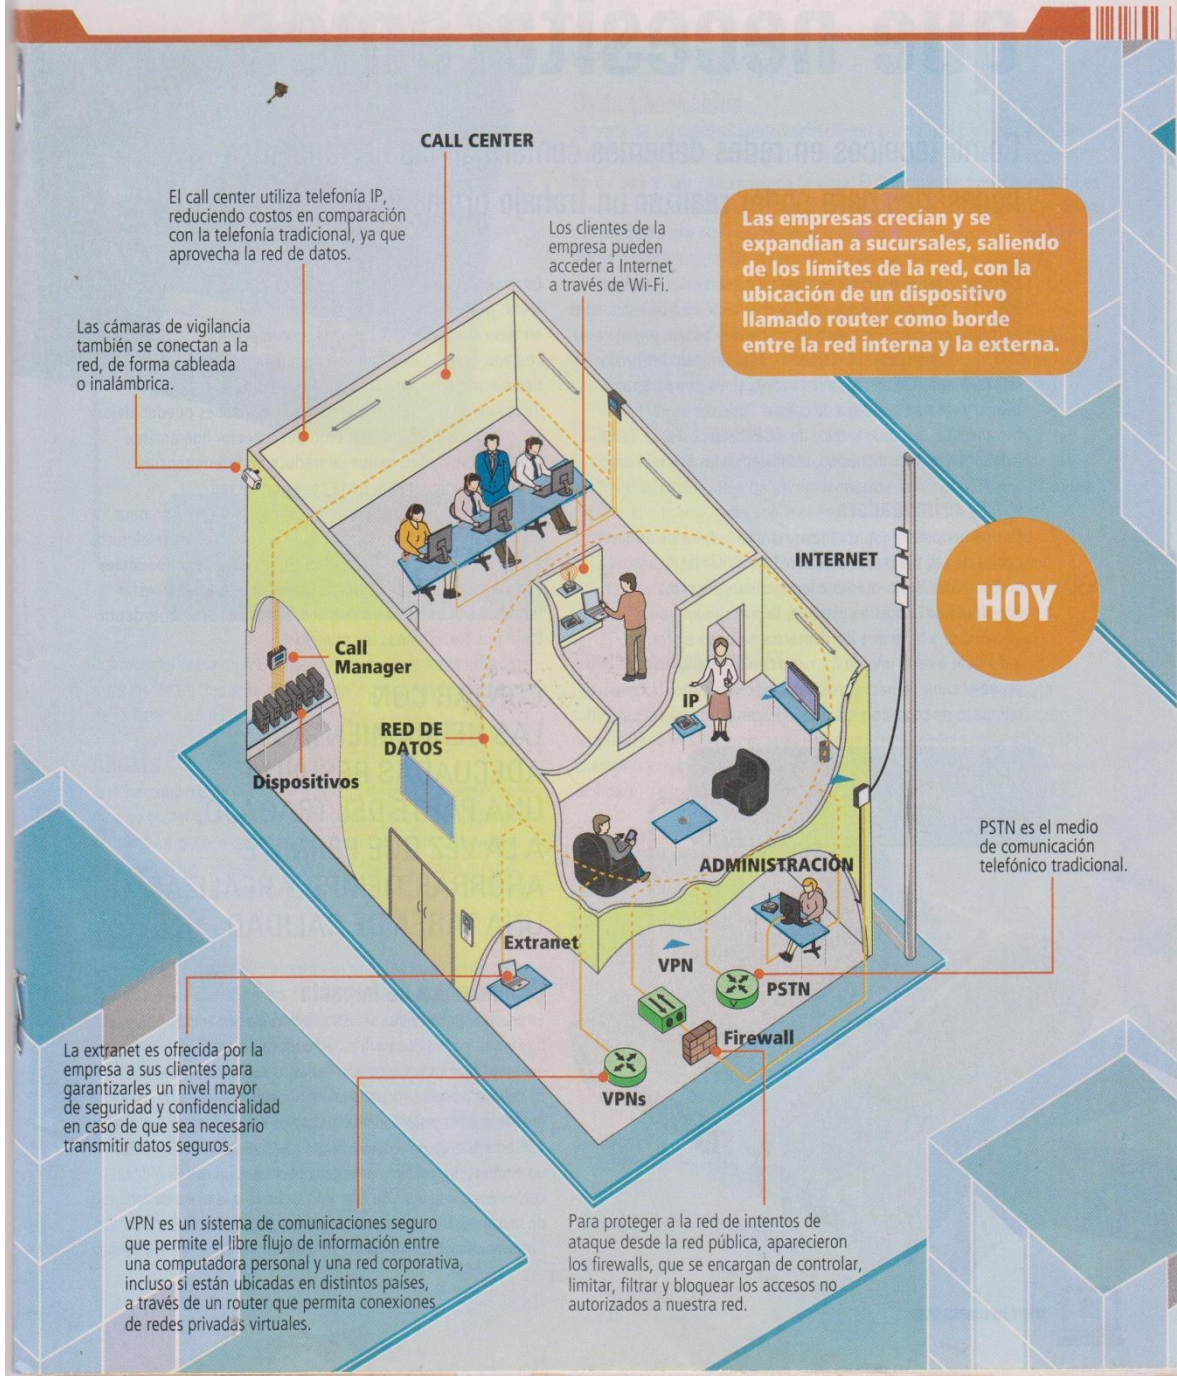 CALL CENTER
El call center utiliza telefonía IP,
reduciendo costos en comparación
con la telefonía tradicional, ya que
aprovecha la red de datos.
Los clientes de la
empresa pueden
acceder a Internet
a través de Wi-Fi.
Las empresas crecían y se
expandian a sucursales, saliendo
de los límites de la red, con la
ubicación de un dispositivo
llamado router como borde
entre la red interna y la externa.
Las cámaras de vigilancia
también se conectan a la
red, de forma cableada
o inalámbrica.
INTERNET
HOY
Call
Manager
IP
RED DE
DATOS
Dispositivos
PSTN es el medio
de comunicación
telefónico tradicional.
ADMINISTRACIÓN
Extranet
VPN
PSTN
Firewall
VPNs
La extranet es ofrecida por la
empresa a sus clientes para
garantizarles un nivel mayor
de seguridad y confidencialidad
en caso de que sea necesario
transmitir datos seguros.
VPN es un sistema de comunicaciones seguro
que permite el libre flujo de información entre
una computadora personal y una red corporativa,
incluso si están ubicadas en distintos países,
a través de un router que permita conexiones
de redes privadas virtuales.
Para proteger a la red de intentos de
ataque desde la red pública, aparecieron
los firewalls, que se encargan de controlar,
limitar, filtrar y bloquear los accesos no
autorizados a nuestra red.